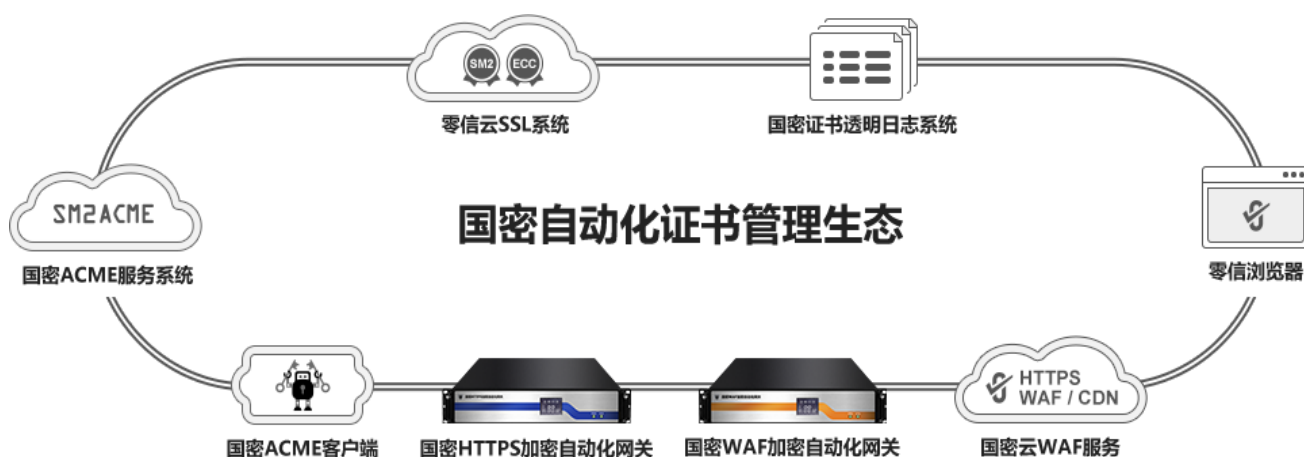 SM2 ECC
零信云SSL系统
国密证书透明日志系统
SM2ACME
国密自动化证书管理生态
国密ACME服务系统
零信浏览器
HTTPS
WAF / CDN
国密ACME客户端
国密HTTPS加密自动化网关
国密WAF加密自动化网关
国密云WAF服务